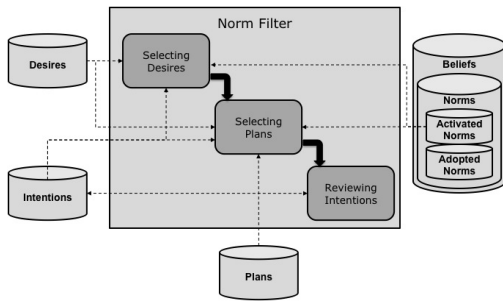 Norm Filter
Selecting
Desires
Desires
Beliefs
Norms
Selecting
Plans
Activated
Norms
Adopted
Norms
Reviewing
Intentions
Intentions
Plans